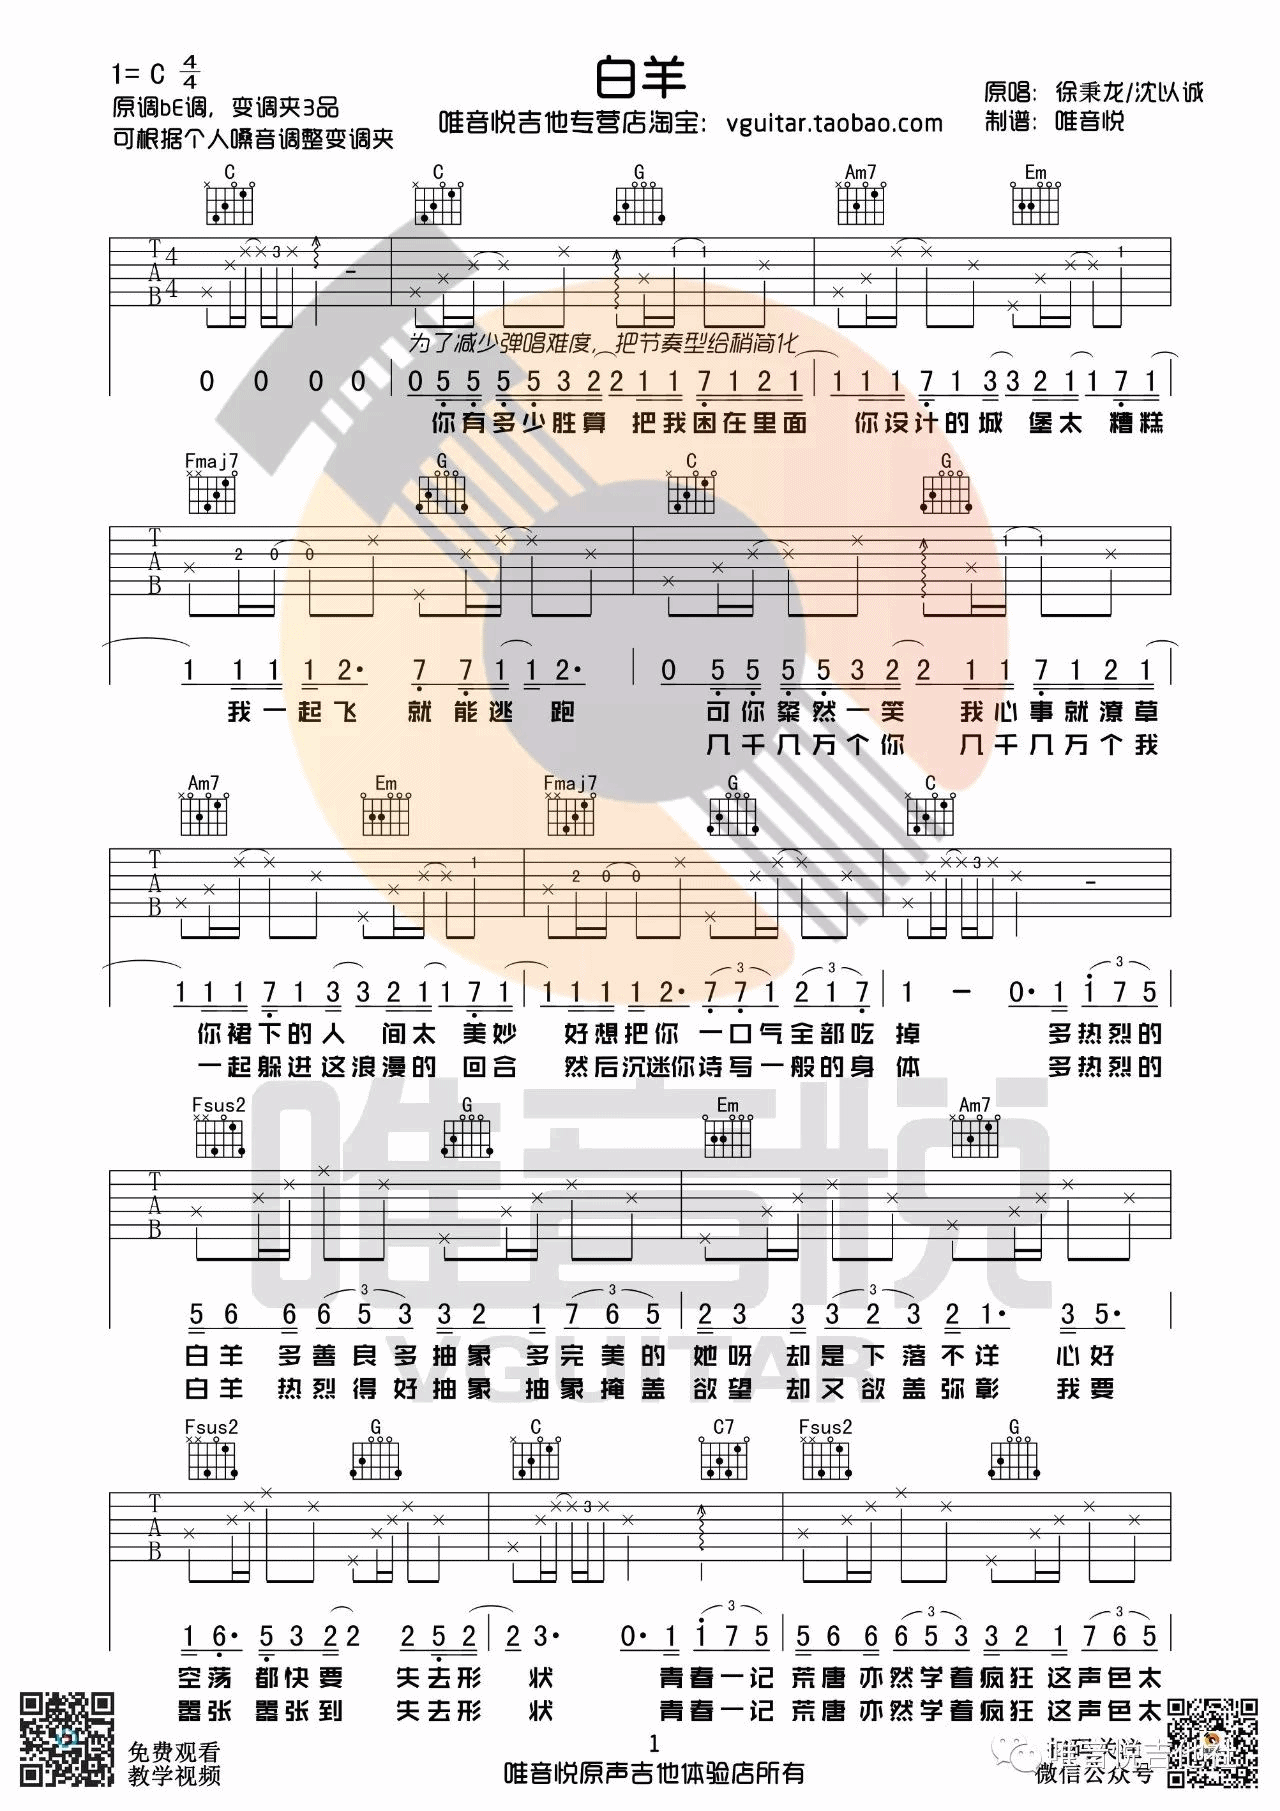 白羊
1=C 4/4
原调bE调，变调夹3品
可根据个人嗓音调整变调夹
唯音悦吉他专营店淘宝：vguitar.taobao.com
原唱：徐秉龙/沈以诚
制谱：唯音悦
C C G Am7 Em
T A B 4/4 3 1 1 1
为了减少弹唱难度，把节奏型给稍简化
0 0 0 0 0 5 5 5 5 3 2 2 1 1 7 1 2 1 1 1 1 7 1 3 3 2 1 1 7 1
你有多少胜算 把我困在里面 你设计的城 堡太 糟糕
Fmaj7 G C G
T A B 2 0 0 1 1
1 1 1 1 1 2· 7 7 1 1 2· 0 5 5 5 5 3 2 2 1 1 7 1 2 1
我一起飞 就能逃 跑 可你粲然一笑 我心事就潦草
几千几万个你 几千几万个我
Am7 Em Fmaj7 G C
T A B 1 2 0 0 3
1 1 1 7 1 3 3 2 1 1 7 1 1 1 1 1 2· 7 7 1 2 1 7 1 – 0· 1 1 7 5
你裙下的人 间太 美妙 好想把你 一口气全部吃 掉 多热烈的
一起躲进这浪漫的 回合 然后沉迷你诗写一般的身 体 多热烈的
Fsus2 G Em Am7
T A B
5 6 6 6 5 3 3 2 1 7 6 5 2 3 3 3 2 3 2 1· 3 5·
白羊 多善良多抽象 多完美的 她呀 却是下落不详 心好
白羊 热烈得好抽象 抽象掩盖 欲望 却又欲盖弥彰 我要
Fsus2 G C C7 Fsus2 G
T A B 3
1 6· 5 3 2 2 2 5 2 2 3· 0· 1 1 7 5 5 6 6 6 5 3 3 2 1 7 6 5
空荡 都快要 失去形 状 青春一记 荒唐 亦然学着疯狂 这声色太
嚣张 嚣张到 失去形 状 青春一记 荒唐 亦然学着疯狂 这声色太
唯音悦
VGUITAR
免费观看
教学视频
1
唯音悦原声吉他体验店所有
微信公众号